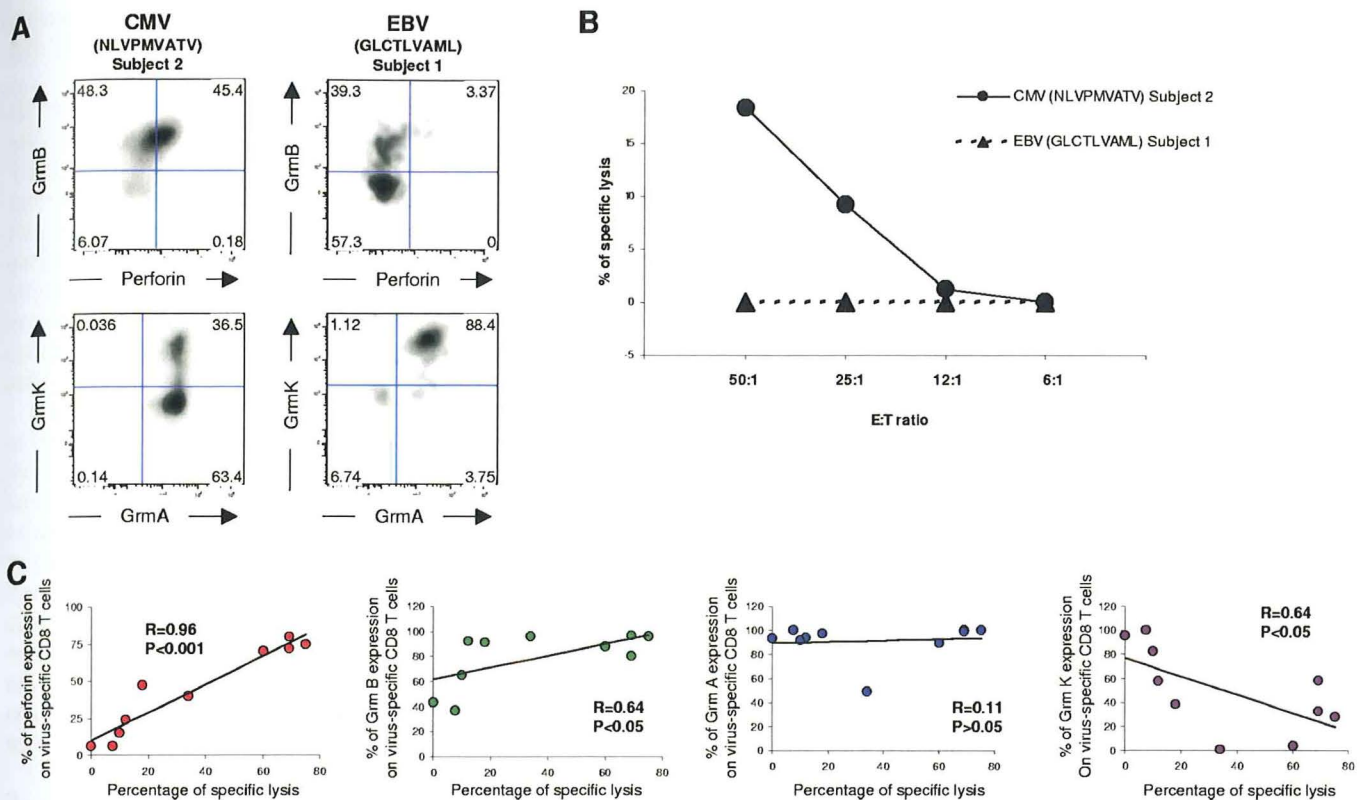 A
CMV
(NLVPMVATV)
Subject 2
EBV
(GLCTLVAML)
Subject 1
48.3
45.4
6.07
0.18
GrmB
Perforin
39.3
3.37
57.3
0
GrmB
Perforin
0.036
36.5
0.14
63.4
GrmK
GrmA
1.12
88.4
6.74
3.75
GrmK
GrmA
B
20
15
10
5
0
-5
% of specific lysis
50:1
25:1
12:1
6:1
E:T ratio
CMV (NLVPMVATV) Subject 2
EBV (GLCTLVAML) Subject 1
C
% of perforin expression
on virus-specific CD8 T cells
100
75
50
25
0
R=0.96
P<0.001
0
20
40
60
80
Percentage of specific lysis
% of Grm B expression
on virus-specific CD8 T cells
120
100
80
60
40
20
0
R=0.64
P<0.05
0
20
40
60
80
Percentage of specific lysis
% of Grm A expression
on virus-specific CD8 T cells
120
100
80
60
40
20
0
R=0.11
P>0.05
0
20
40
60
80
Percentage of specific lysis
% of Grm K expression
On virus-specific CD8 T cells
120
100
80
60
40
20
0
R=0.64
P<0.05
0
20
40
60
80
Percentage of specific lysis